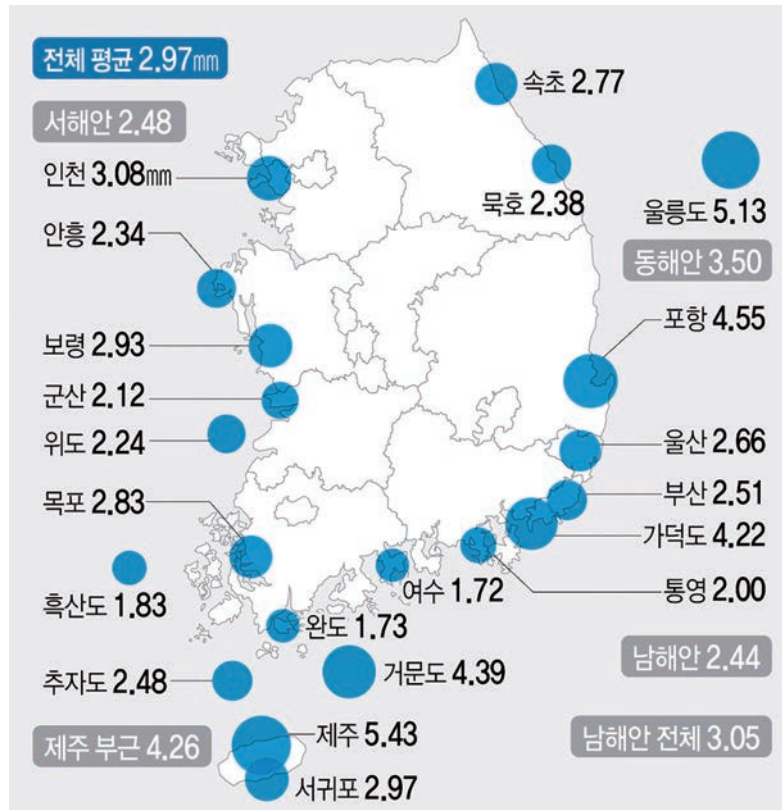 전체 평균 2.97mm
서해안 2.48
인천 3.08mm
안흥 2.34
보령 2.93
군산 2.12
위도 2.24
목포 2.83
흑산도 1.83
추자도 2.48
제주 부근 4.26
속초 2.77
묵호 2.38
울릉도 5.13
동해안 3.50
포항 4.55
울산 2.66
부산 2.51
가덕도 4.22
통영 2.00
여수 1.72
완도 1.73
거문도 4.39
남해안 2.44
제주 5.43
서귀포 2.97
남해안 전체 3.05